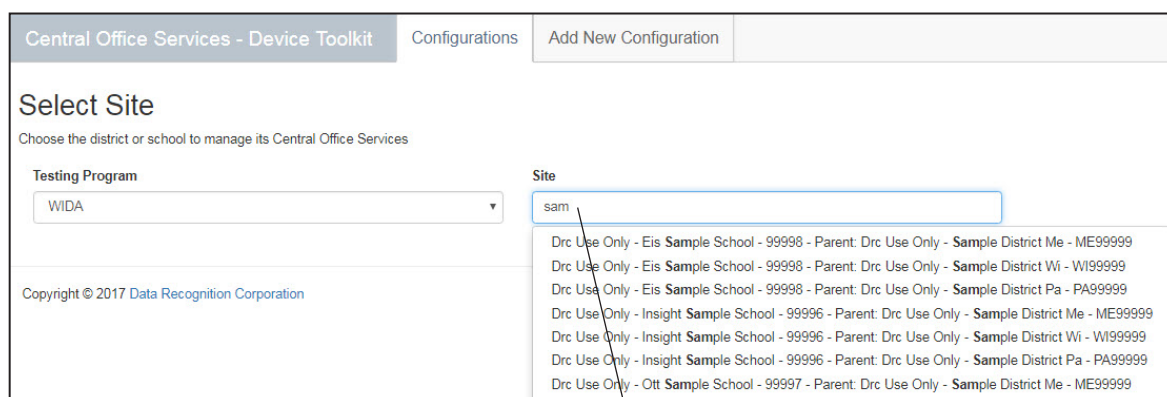 Central Office Services - Device Toolkit
Configurations
Add New Configuration
Select Site
Choose the district or school to manage its Central Office Services
Testing Program
Site
WIDA
sam
Drc Use Only - Eis Sample School - 99998 - Parent: Drc Use Only - Sample District Me - ME99999
Drc Use Only - Eis Sample School - 99998 - Parent: Drc Use Only - Sample District Wi - WI99999
Drc Use Only - Eis Sample School - 99998 - Parent: Drc Use Only - Sample District Pa - PA99999
Drc Use Only - Insight Sample School - 99996 - Parent: Drc Use Only - Sample District Me - ME99999
Drc Use Only - Insight Sample School - 99996 - Parent: Drc Use Only - Sample District Wi - WI99999
Drc Use Only - Insight Sample School - 99996 - Parent: Drc Use Only - Sample District Pa - PA99999
Drc Use Only - Ott Sample School - 99997 - Parent: Drc Use Only - Sample District Me - ME99999
Copyright © 2017 Data Recognition Corporation